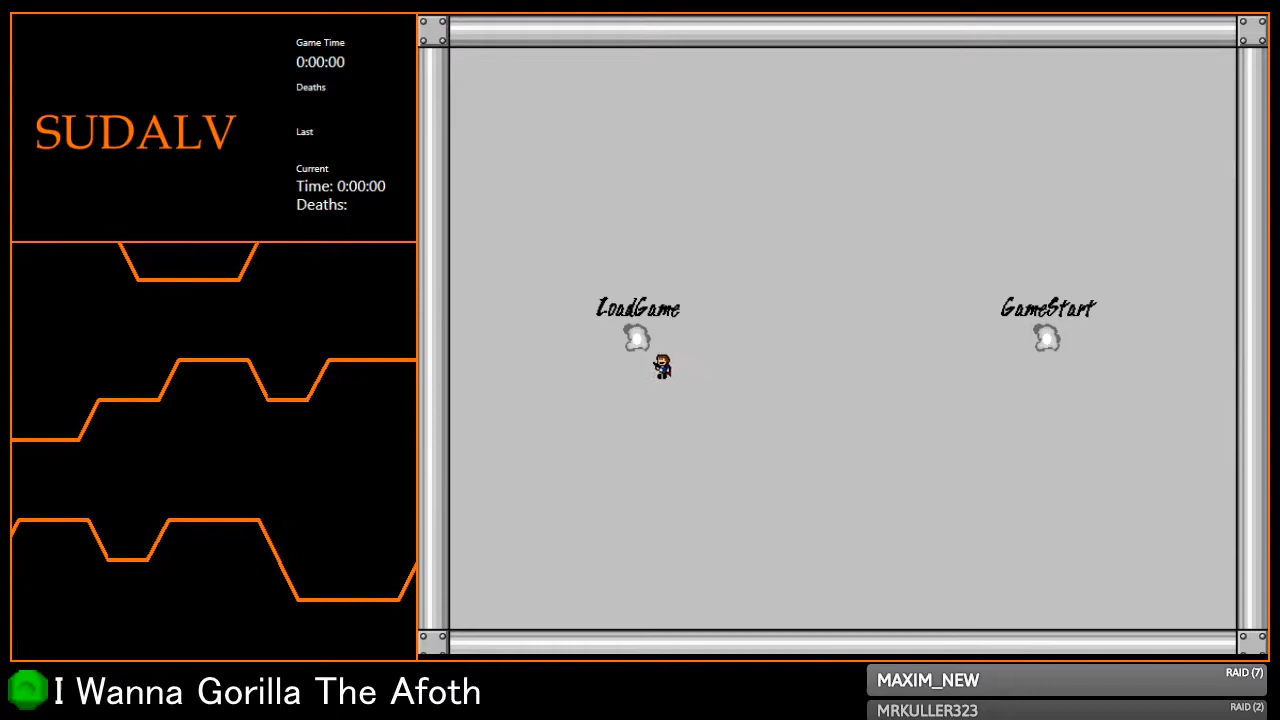 Game Time
0:00:00
Deaths
SUDALV
Last
Current
Time: 0:00:00
Deaths:
LoadGame
GameStart
I Wanna Gorilla The Afoth
MAXIM_NEW
RAID (7)
MRKULLER323
RAID (2)